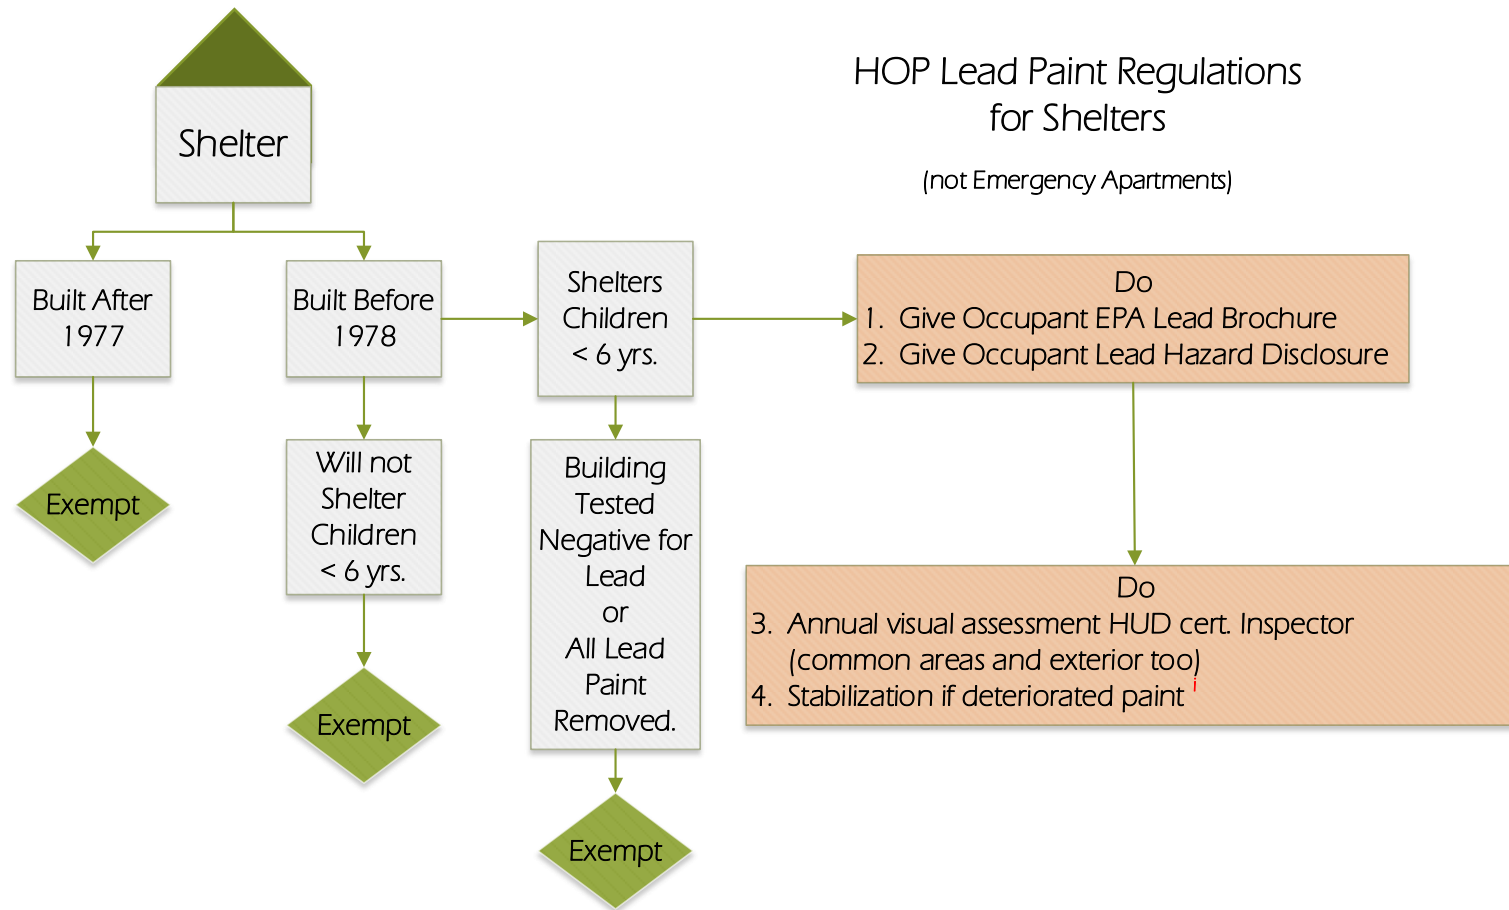 HOP Lead Paint Regulations
for Shelters
(not Emergency Apartments)
Shelter
Built After
1977
Exempt
Built Before
1978
Will not
Shelter
Children
< 6 yrs.
Exempt
Shelters
Children
< 6 yrs.
Building
Tested
Negative for
Lead
or
All Lead
Paint
Removed.
Exempt
Do
1. Give Occupant EPA Lead Brochure
2. Give Occupant Lead Hazard Disclosure
Do
3. Annual visual assessment HUD cert. Inspector
(common areas and exterior too)
4. Stabilization if deteriorated paint i